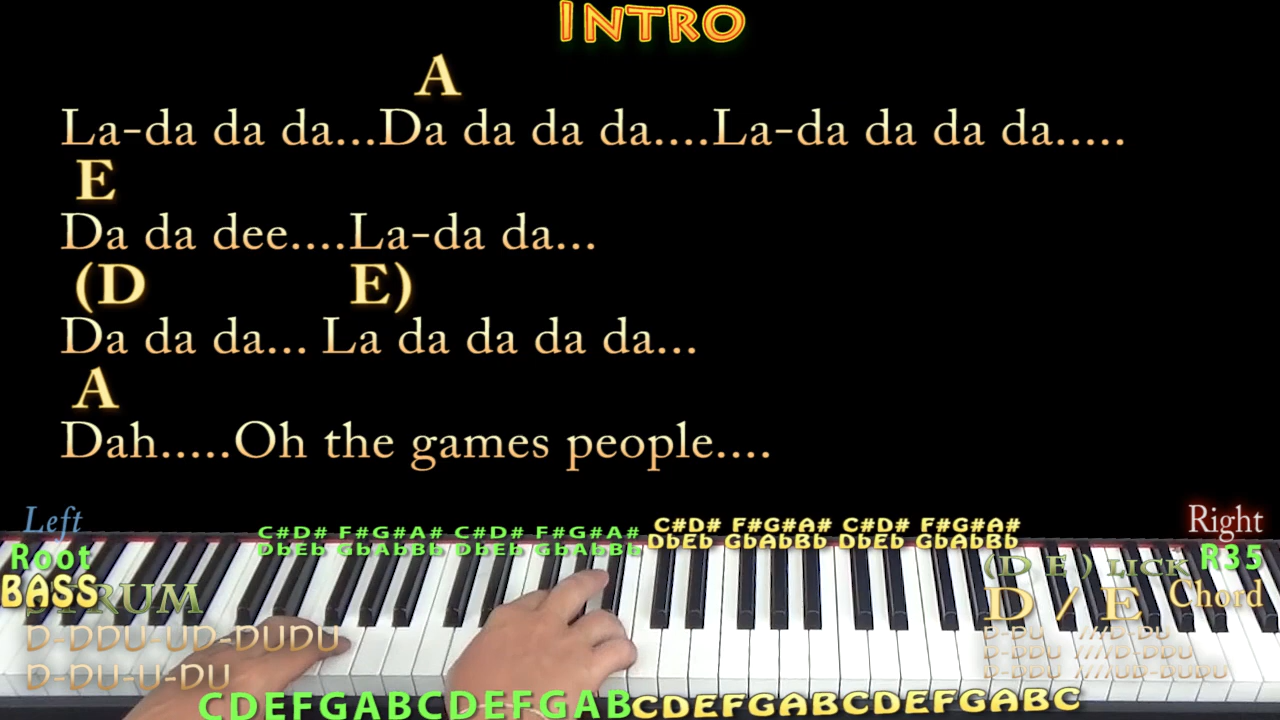 INTRO
A
La-da da da...Da da da da....La-da da da da.....
E
Da da dee....La-da da...
(D E)
Da da da... La da da da da...
A
Dah.....Oh the games people....
Left
Right
C#D# F#G#A# C#D# F#G#A# C#D# F#G#A# C#D# F#G#A#
DbEb GbAbBb DbEb GbAbBb DbEb GbAbBb DbEb GbAbBb
Root
R35
(D E) LICK
BASS
STRUM
D / E
Chord
D-DDU-UD-DUDU
D-DU-U-DU
CDEFGABCDEFGABCDEFGABCDEFGABC